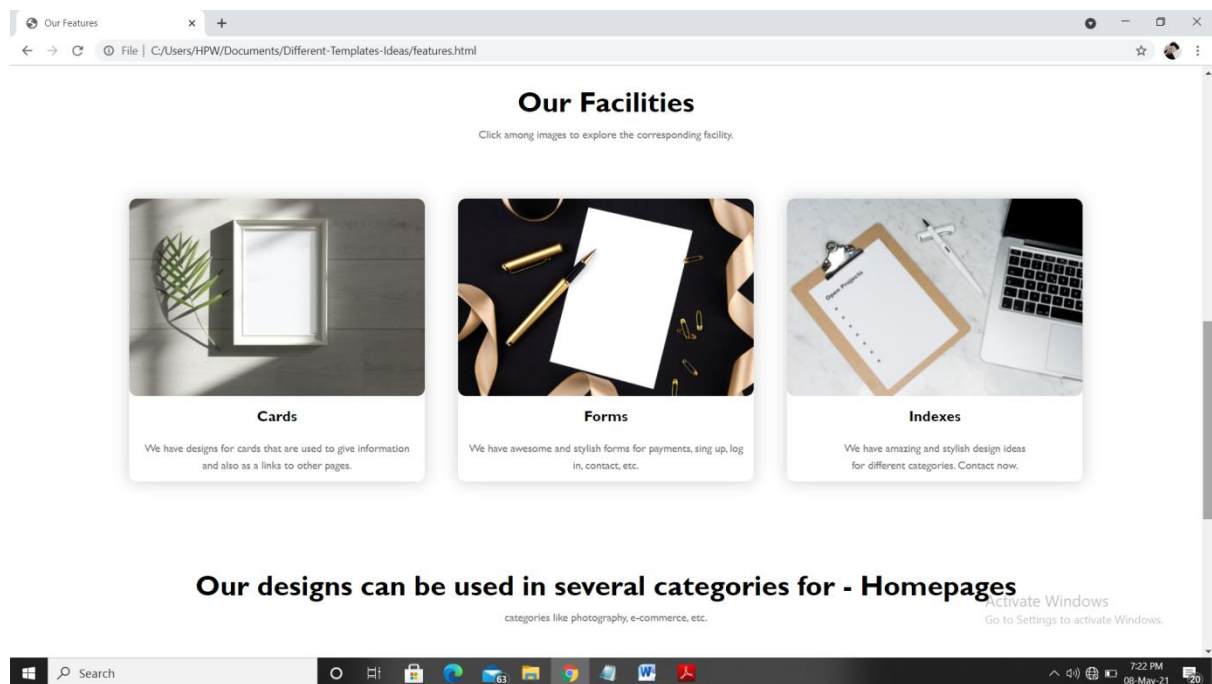 Our Features
File | C:/Users/HPW/Documents/Different-Templates-Ideas/features.html
Our Facilities
Click among images to explore the corresponding facility.
Open Projects
Cards
We have designs for cards that are used to give information
and also as a links to other pages.
Forms
We have awesome and stylish forms for payments, sing up, log
in, contact, etc.
Indexes
We have amazing and stylish design ideas
for different categories. Contact now.
Our designs can be used in several categories for - Homepages
categories like photography, e-commerce, etc.
Activate Windows
Go to Settings to activate Windows.
Search
63
W
7:22 PM
08-May-21
20